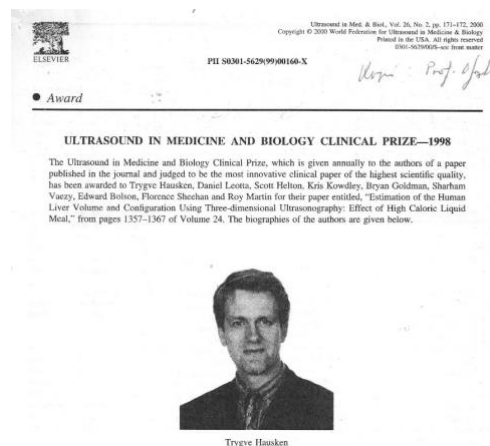 Ultrasound in Med. & Biol., Vol. 26, No. 2, pp. 171–172, 2000
Copyright © 2000 World Federation for Ultrasound in Medicine & Biology
Printed in the USA. All rights reserved
0301-5629/00/$–see front matter
ELSEVIER
PII S0301-5629(99)00160-X
Prof.
● Award
ULTRASOUND IN MEDICINE AND BIOLOGY CLINICAL PRIZE—1998
The Ultrasound in Medicine and Biology Clinical Prize, which is given annually to the authors of a paper
published in the journal and judged to be the most innovative clinical paper of the highest scientific quality,
has been awarded to Trygve Hausken, Daniel Leotta, Scott Helton, Kris Kowdley, Bryan Goldman, Sharham
Vaezy, Edward Bolson, Florence Sheehan and Roy Martin for their paper entitled, “Estimation of the Human
Liver Volume and Configuration Using Three-dimensional Ultrasonography: Effect of High Caloric Liquid
Meal,” from pages 1357–1367 of Volume 24. The biographies of the authors are given below.
Trygve Hausken